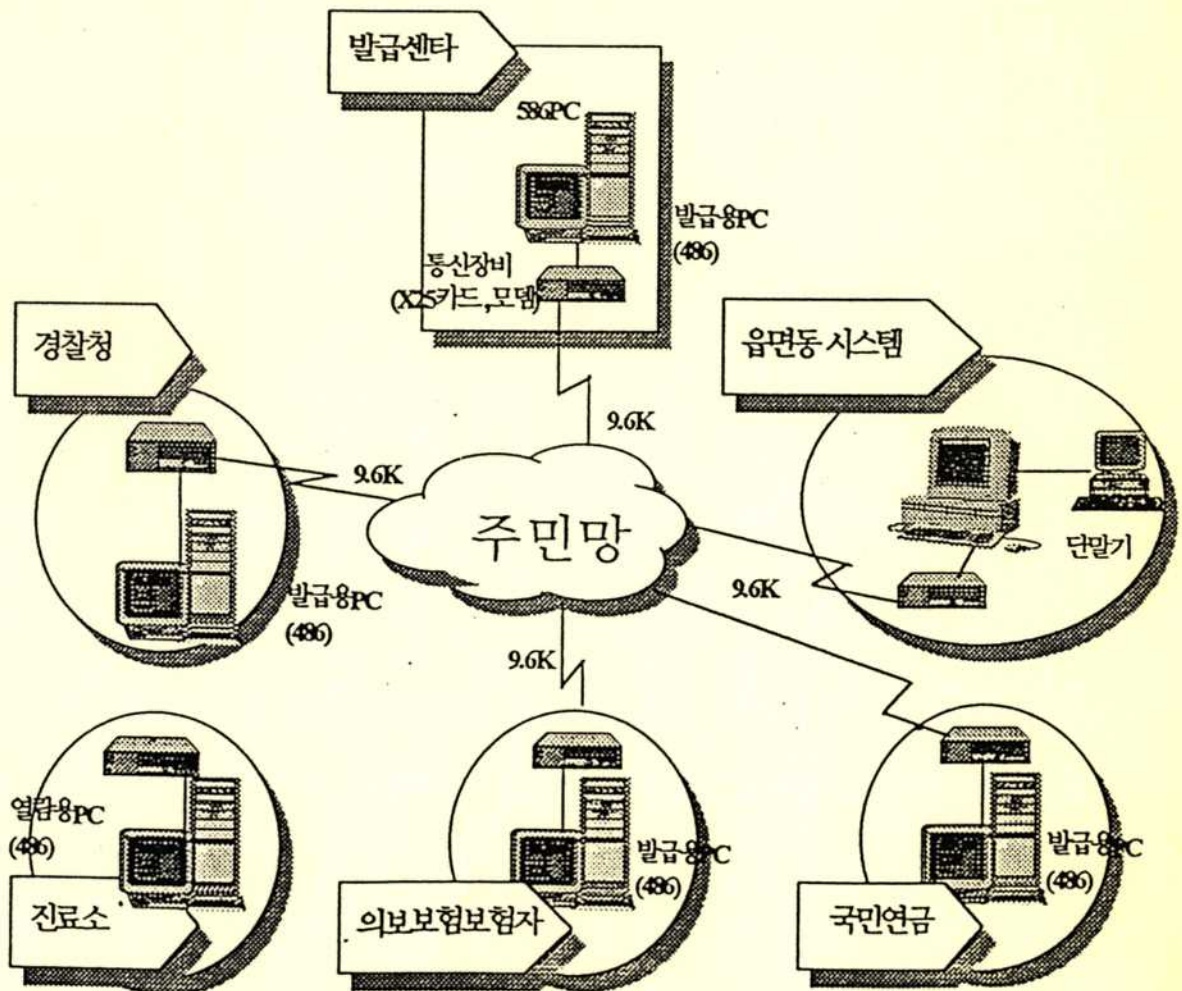 발급센타
586PC
발급용PC
(486)
통신장비
(X25카드,모뎀)
경찰청
읍면동 시스템
9.6K
9.6K
주민망
단말기
9.6K
발급용PC
(486)
9.6K
열람용PC
(486)
발급용PC
(486)
발급용PC
(486)
진료소
의보보험보험자
국민연금